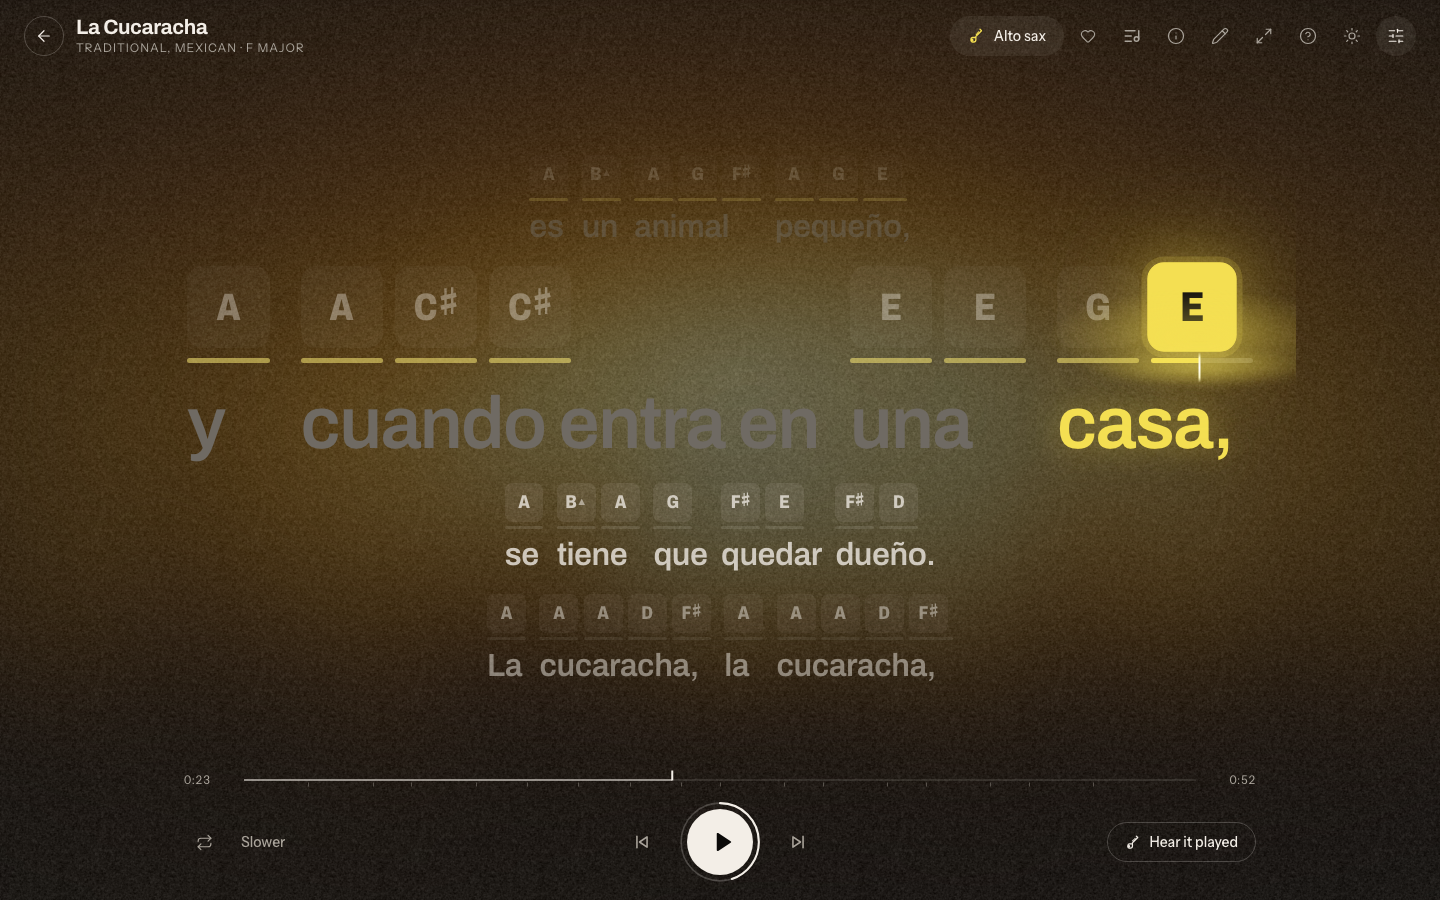 La Cucaracha
TRADITIONAL, MEXICAN · F MAJOR
Alto sax
A B▲ A G F♯ A G E
es un animal pequeño,
A A C♯ C♯ E E G E
y cuando entra en una casa,
A B▲ A G F♯ E F♯ D
se tiene que quedar dueño.
A A A D F♯ A A A D F♯
La cucaracha, la cucaracha,
0:23
0:52
Slower
Hear it played